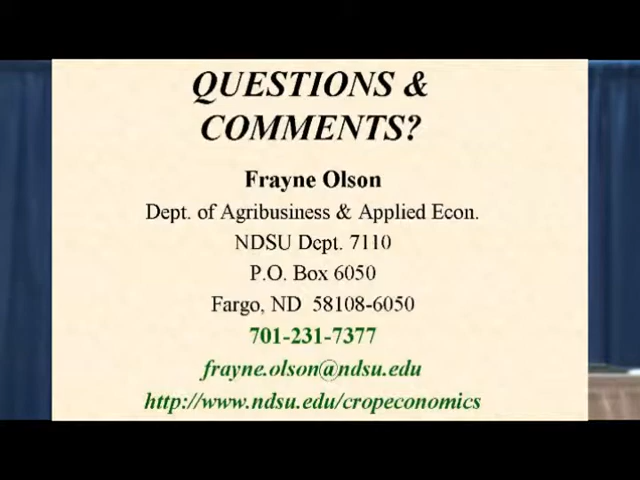 QUESTIONS &
COMMENTS?
Frayne Olson
Dept. of Agribusiness & Applied Econ.
NDSU Dept. 7110
P.O. Box 6050
Fargo, ND 58108-6050
701-231-7377
frayne.olson@ndsu.edu
http://www.ndsu.edu/cropeconomics